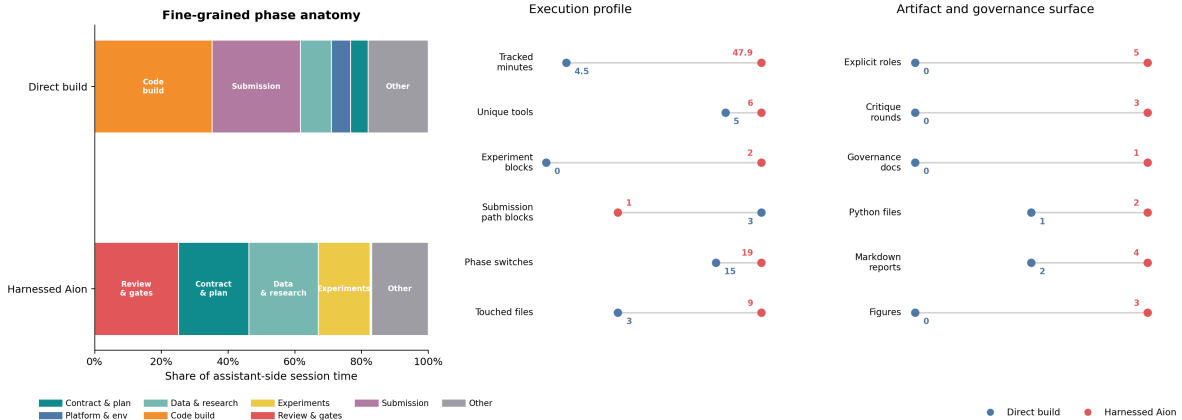 Fine-grained phase anatomy
Direct build
Code
build
Submission
Other
Harnessed Aion
Review
& gates
Contract
& plan
Data
& research
Experiments
Other
0%
20%
40%
60%
80%
100%
Share of assistant-side session time
Contract & plan
Data & research
Experiments
Submission
Other
Platform & env
Code build
Review & gates
Execution profile
Tracked
minutes
47.9
4.5
Unique tools
6
5
Experiment
blocks
2
0
Submission
path blocks
1
3
Phase switches
19
15
Touched files
9
3
Artifact and governance surface
Explicit roles
5
0
Critique
rounds
3
0
Governance
docs
1
0
Python files
2
1
Markdown
reports
4
2
Figures
3
0
Direct build
Harnessed Aion